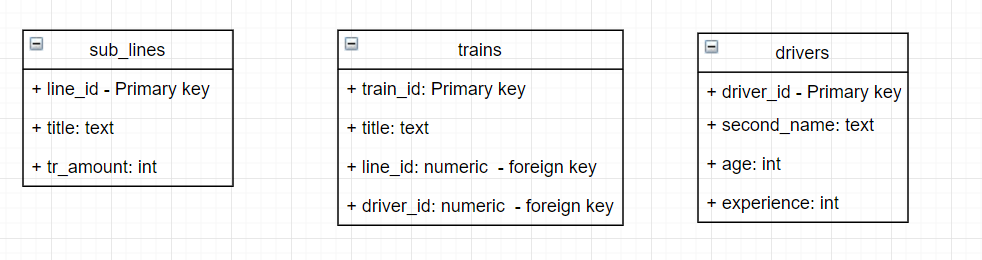 sub_lines
+ line_id - Primary key
+ title: text
+ tr_amount: int
trains
+ train_id: Primary key
+ title: text
+ line_id: numeric  - foreign key
+ driver_id: numeric  - foreign key
drivers
+ driver_id - Primary key
+ second_name: text
+ age: int
+ experience: int